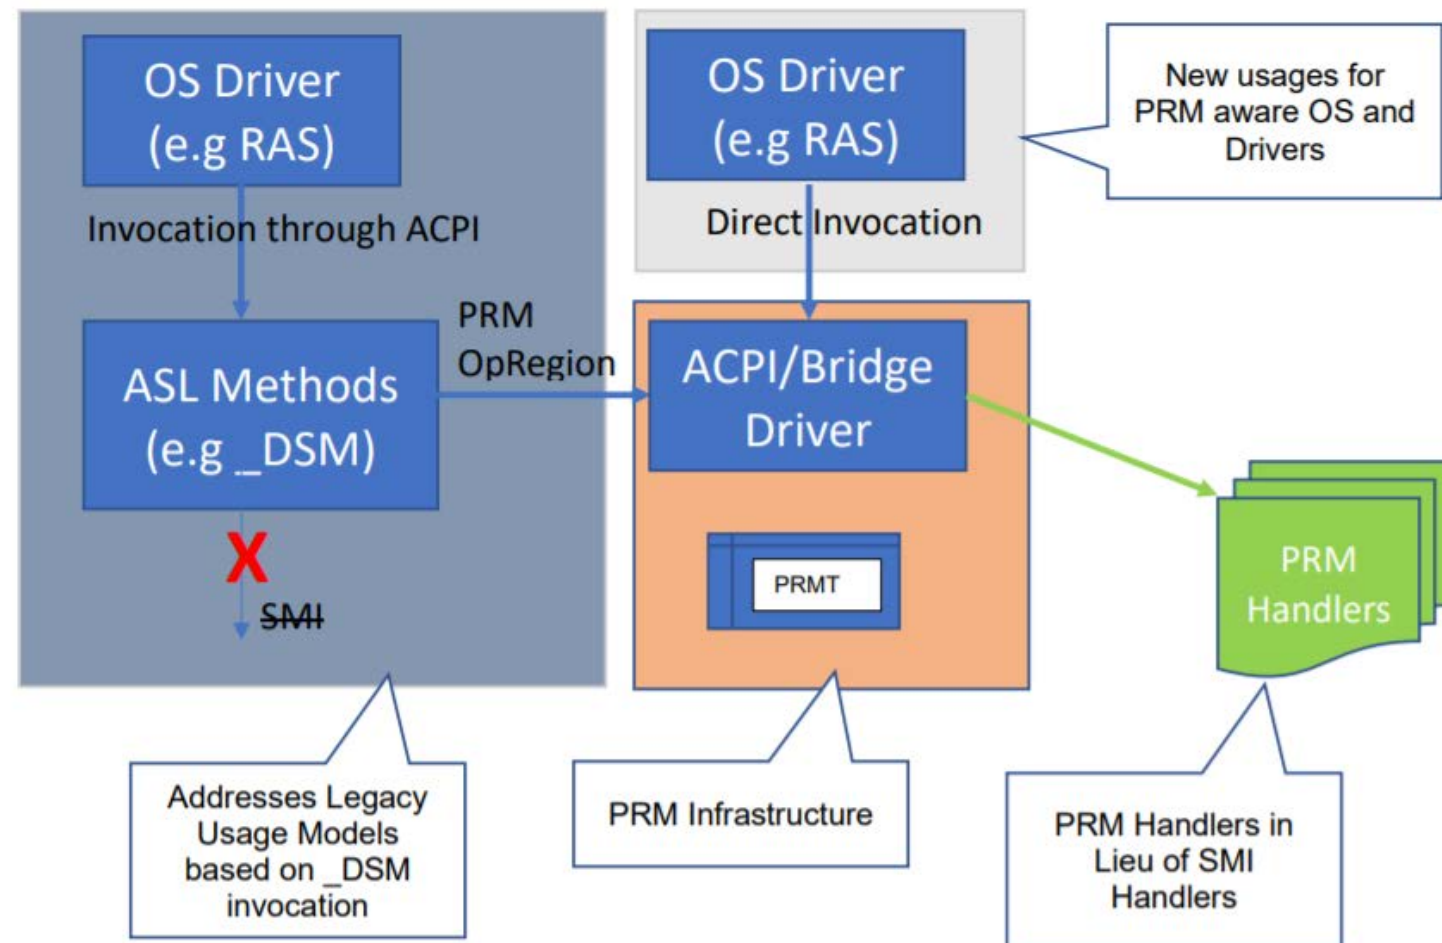 OS Driver
(e.g RAS)
Invocation through ACPI
ASL Methods
(e.g _DSM)
X
SMI
PRM
OpRegion
OS Driver
(e.g RAS)
Direct Invocation
New usages for
PRM aware OS and
Drivers
ACPI/Bridge
Driver
PRMT
PRM
Handlers
Addresses Legacy
Usage Models
based on _DSM
invocation
PRM Infrastructure
PRM Handlers in
Lieu of SMI
Handlers